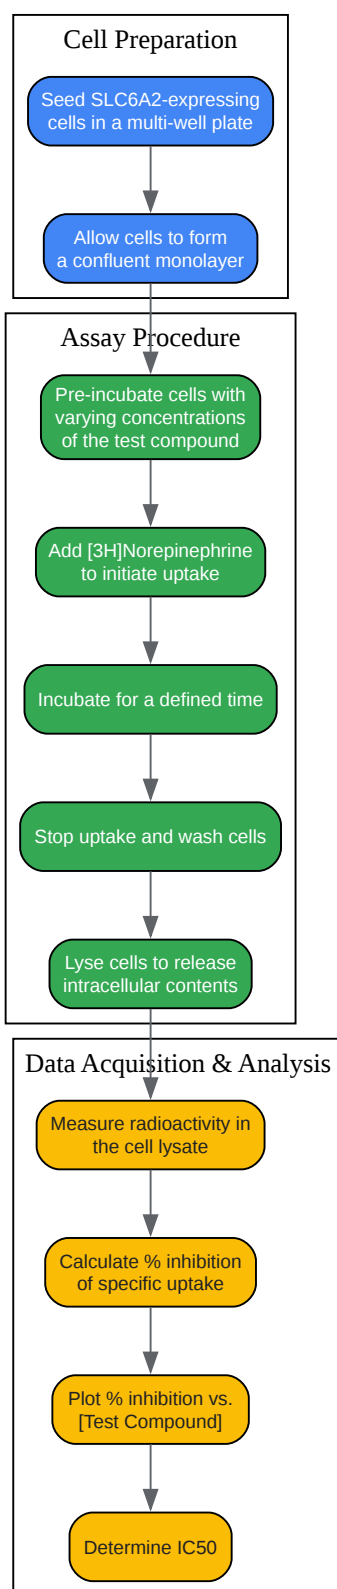 Cell Preparation
Seed SLC6A2-expressing
cells in a multi-well plate
Allow cells to form
a confluent monolayer
Assay Procedure
Pre-incubate cells with
varying concentrations
of the test compound
Add [3H]Norepinephrine
to initiate uptake
Incubate for a defined time
Stop uptake and wash cells
Lyse cells to release
intracellular contents
Data Acquisition & Analysis
Measure radioactivity in
the cell lysate
Calculate % inhibition
of specific uptake
Plot % inhibition vs.
[Test Compound]
Determine IC50